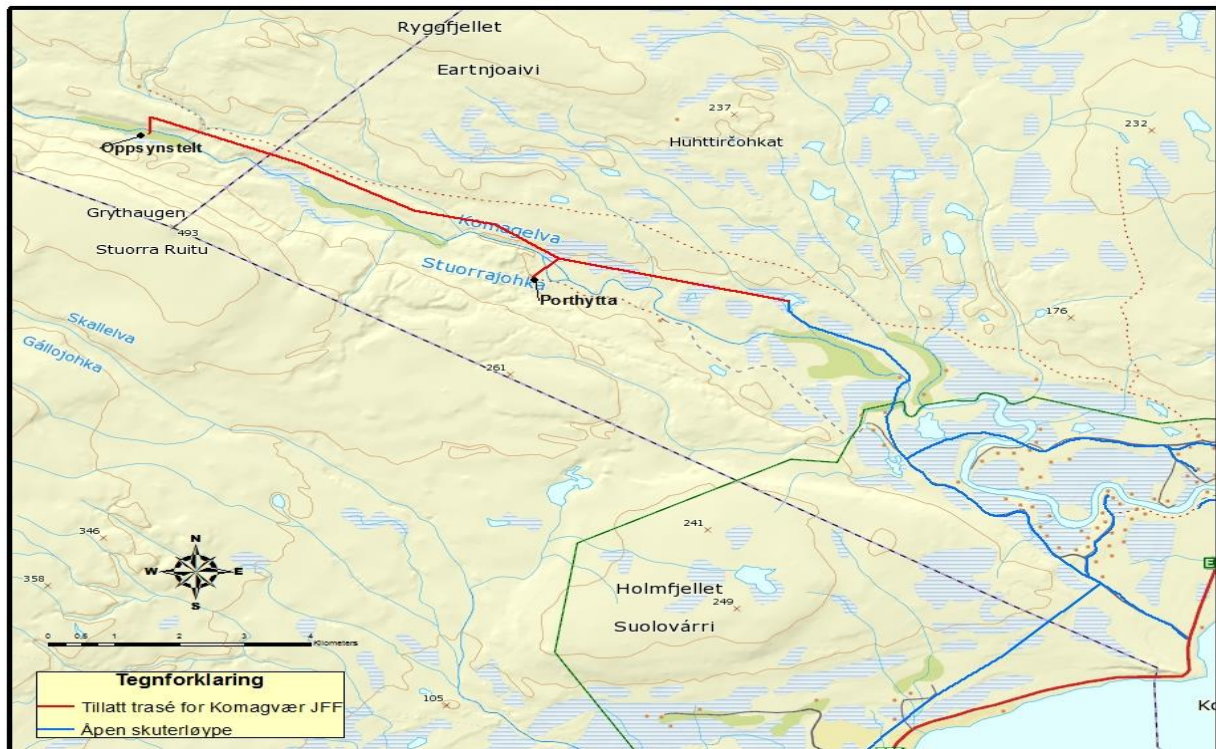 Ryggfjellet
Eartnjoaivi
237
Huhttirčohkat
232
Oppsynstelt
Grythaugen
493
Stuorra Ruitu
Komagelva
Stuorrajohka
Porthytta
Skallelva
Gállojohka
176
261
346
358
241
Holmfjellet
249
Suolovárri
105
N
W E
S
0 0,5 1 2 3 4
Kilometers
E
Ko
Tegnforklaring
Tillatt trasé for Komagvær JFF
Åpen skuterløype